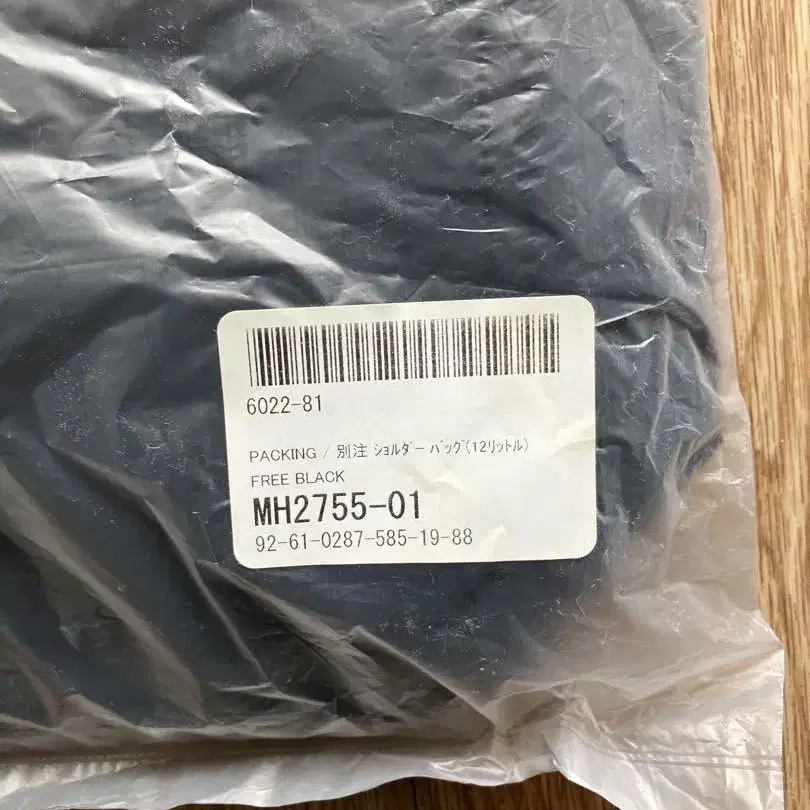 6022-81
PACKING / 別注 ｼｮﾙﾀﾞｰ ﾊﾞｯｸﾞ(12ﾘｯﾄﾙ)
FREE BLACK
MH2755-01
92-61-0287-585-19-88